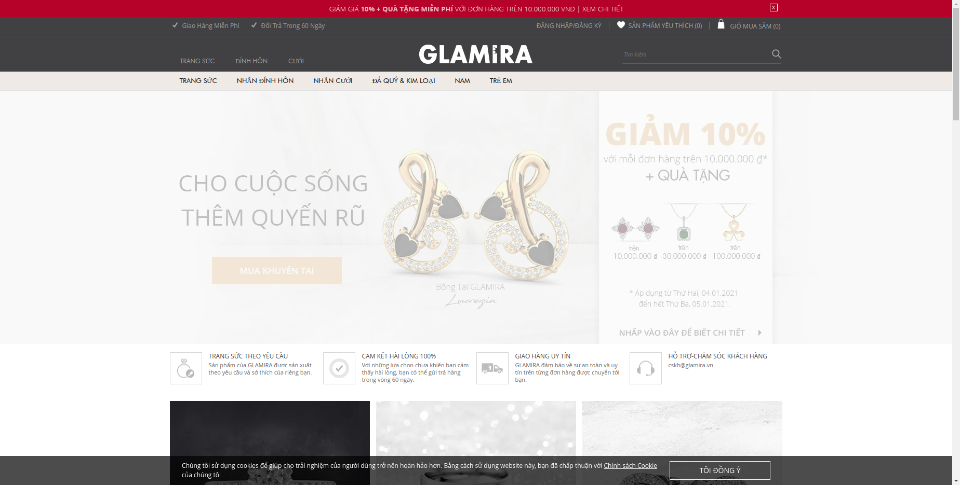 GIẢM GIÁ 10% + QUÀ TẶNG MIỄN PHÍ VỚI ĐƠN HÀNG TRÊN 10.000.000 VND | XEM CHI TIẾT
Giao Hàng Miễn Phí
Đổi Trả Trong 60 Ngày
ĐĂNG NHẬP/ĐĂNG KÝ
SẢN PHẨM YÊU THÍCH (0)
GIỎ MUA SẮM (0)
TRANG SỨC
ĐÍNH HÔN
CƯỚI
GLAMIRA
Tìm kiếm
TRANG SỨC
NHẪN ĐÍNH HÔN
NHẪN CƯỚI
ĐÁ QUÝ & KIM LOẠI
NAM
TRẺ EM
CHO CUỘC SỐNG
THÊM QUYẾN RŨ
MUA KHUYÊN TAI
Bông Tai GLAMIRA
GIẢM 10%
với mỗi đơn hàng trên 10.000.000 ₫*
+ QUÀ TẶNG
trên
10.000.000 ₫
trên
30.000.000 ₫
trên
100.000.000 ₫
* Áp dụng từ Thứ Hai, 04.01.2021
đến hết Thứ Ba, 05.01.2021.
NHẤP VÀO ĐÂY ĐỂ BIẾT CHI TIẾT
TRANG SỨC THEO YÊU CẦU
Sản phẩm của GLAMIRA được sản xuất
theo yêu cầu và sở thích của riêng bạn.
CAM KẾT HÀI LÒNG 100%
Với những lựa chọn chưa khiến bạn cảm
thấy hài lòng, bạn có thể gửi trả hàng
trong vòng 60 ngày.
GIAO HÀNG UY TÍN
GLAMIRA đảm bảo về sự an toàn và uy
tín trên từng đơn hàng được chuyển tới
bạn.
HỖ TRỢ-CHĂM SÓC KHÁCH HÀNG
cskh@glamira.vn
Chúng tôi sử dụng cookies để giúp cho trải nghiệm của người dùng trở nên hoàn hảo hơn. Bằng cách sử dụng website này, bạn đã chấp thuận với Chính sách Cookie
của chúng tô
TÔI ĐỒNG Ý